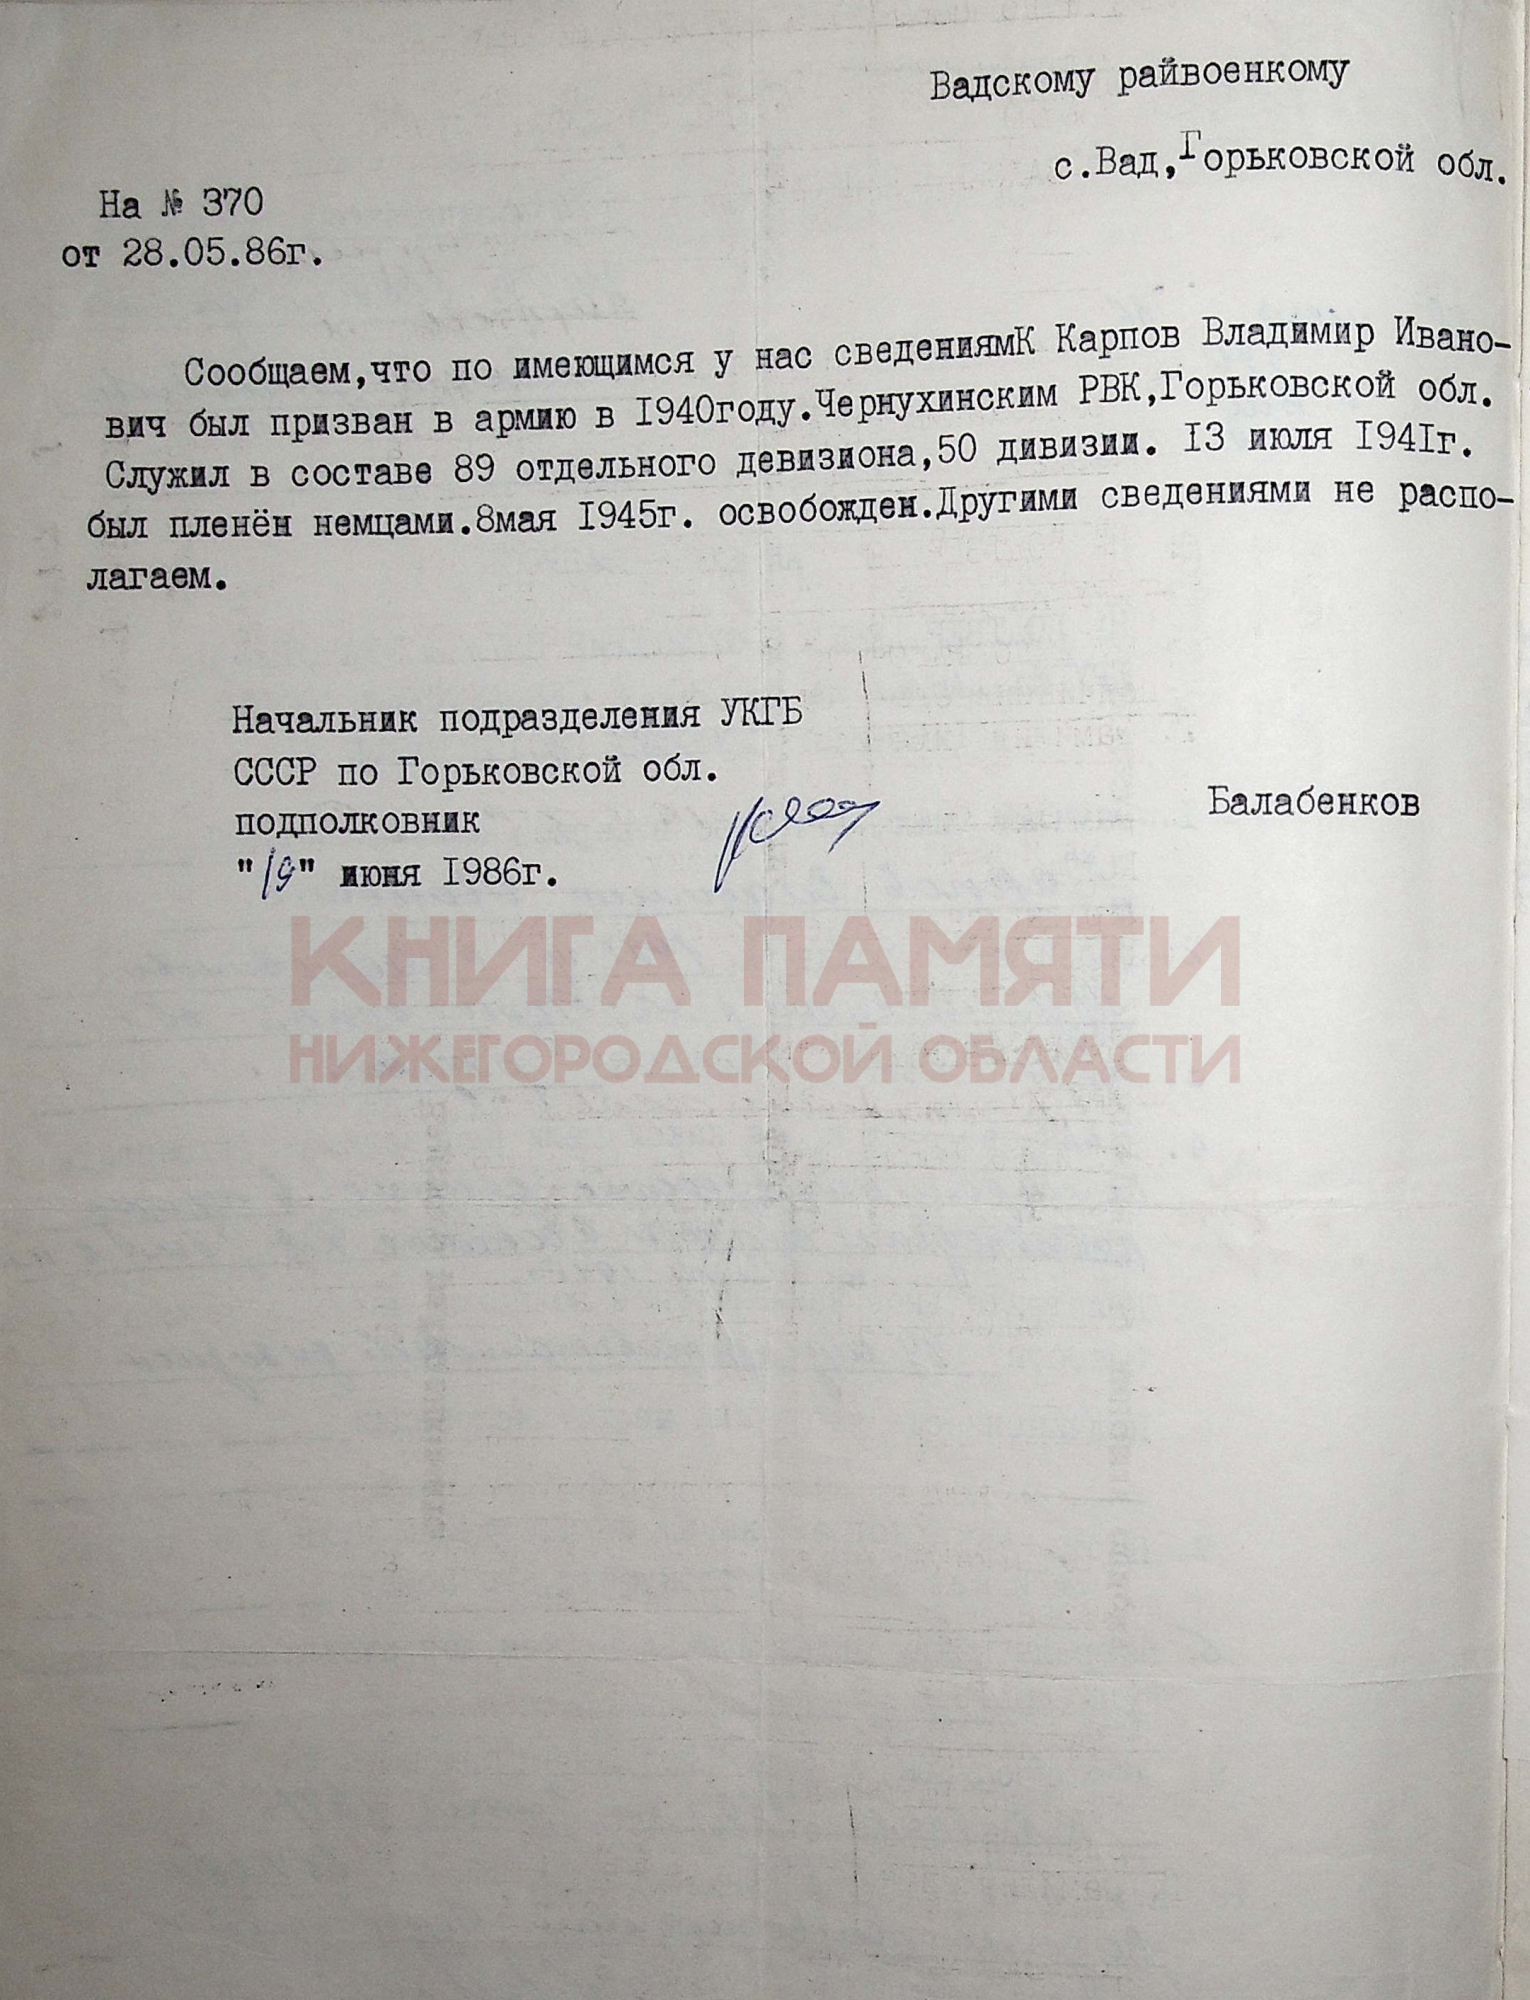 Вадскому райвоенкому
с.Вад,Горьковской обл.
На № 370
от 28.05.86г.
Сообщаем,что по имеющимся у нас сведениямК Карпов Владимир Ивано-
вич был призван в армию в 1940году.Чернухинским РВК,Горьковской обл.
Служил в составе 89 отдельного девизиона,50 дивизии. 13 июля 1941г.
был пленён немцами.8мая 1945г. освобожден.Другими сведениями не распо-
лагаем.
Начальник подразделения УКГБ
СССР по Горьковской обл.
подполковник
Балабенков
"19" июня 1986г.
КНИГА ПАМЯТИ
НИЖЕГОРОДСКОЙ ОБЛАСТИ